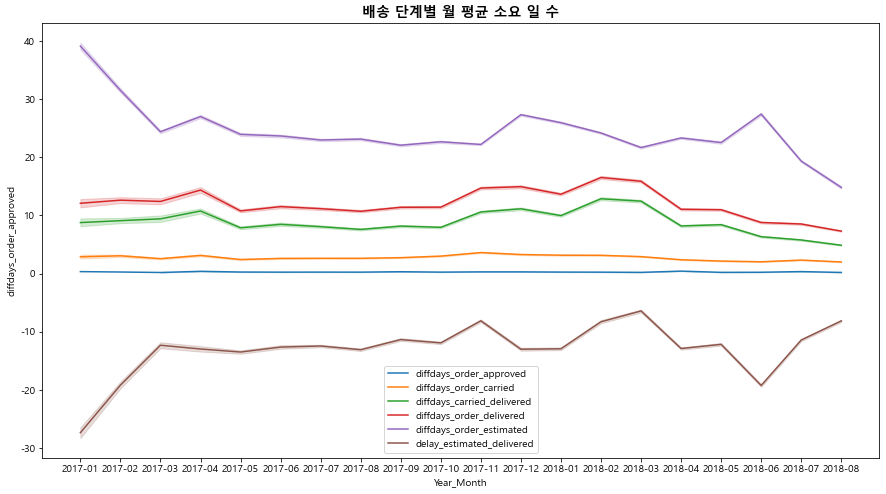 배송 단계별 월 평균 소요 일 수
40
30
20
10
0
-10
-20
-30
diffdays_order_approved
diffdays_order_approved
diffdays_order_carried
diffdays_carried_delivered
diffdays_order_delivered
diffdays_order_estimated
delay_estimated_delivered
2017-01 2017-02 2017-03 2017-04 2017-05 2017-06 2017-07 2017-08 2017-09 2017-10 2017-11 2017-12 2018-01 2018-02 2018-03 2018-04 2018-05 2018-06 2018-07 2018-08
Year_Month